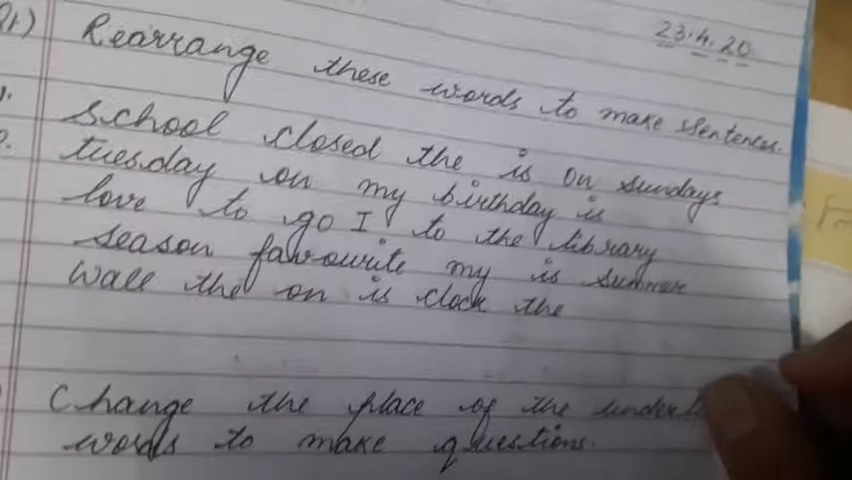 23.4.20
Q1) Rearrange these words to make sentences.
1. School closed the is on sundays
2. tuesday on my birthday is
love to go I to the library
season favourite my is summer
Wall the on is clock the
Change the place of the
words to make questions.